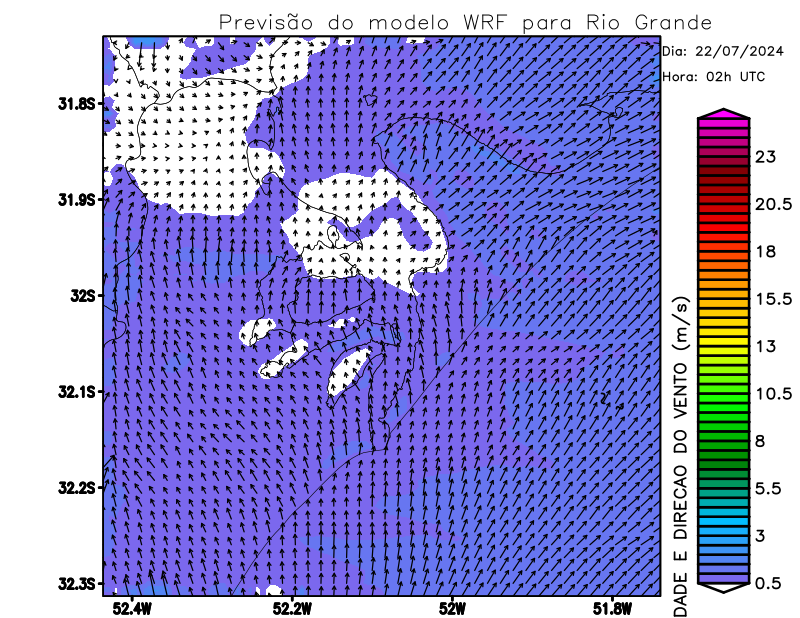 Previsão do modelo WRF para Rio Grande
Dia: 22/07/2024
Hora: 02h UTC
31.8S
31.9S
32S
32.1S
32.2S
32.3S
52.4W
52.2W
52W
51.8W
23
20.5
18
15.5
13
10.5
8
5.5
3
0.5
DADE E DIRECAO DO VENTO (m/s)